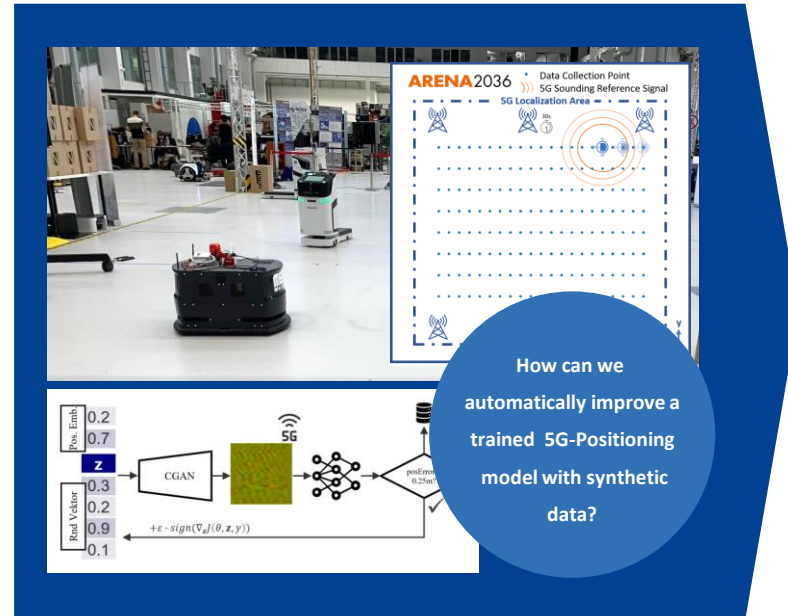 ARENA2036
Data Collection Point
5G Sounding Reference Signal
5G Localization Area
30s
y
How can we
automatically improve a
trained 5G-Positioning
model with synthetic
data?
Pos. Emb.
0.2
0.7
z
Rnd Vektor
0.3
0.2
0.9
0.1
CGAN
5G
posError
0.25m?
+ε · sign(∇zJ(θ, z, y))